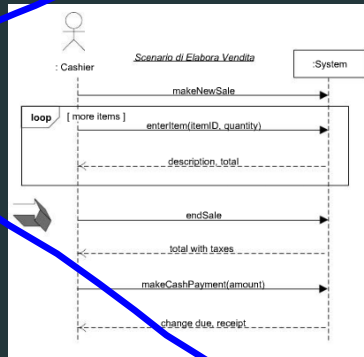 Scenario di Elabora Vendita
: Cashier
:System
makeNewSale
loop
[ more items ]
enterItem(itemID, quantity)
description, total
endSale
total with taxes
makeCashPayment(amount)
change due, receipt